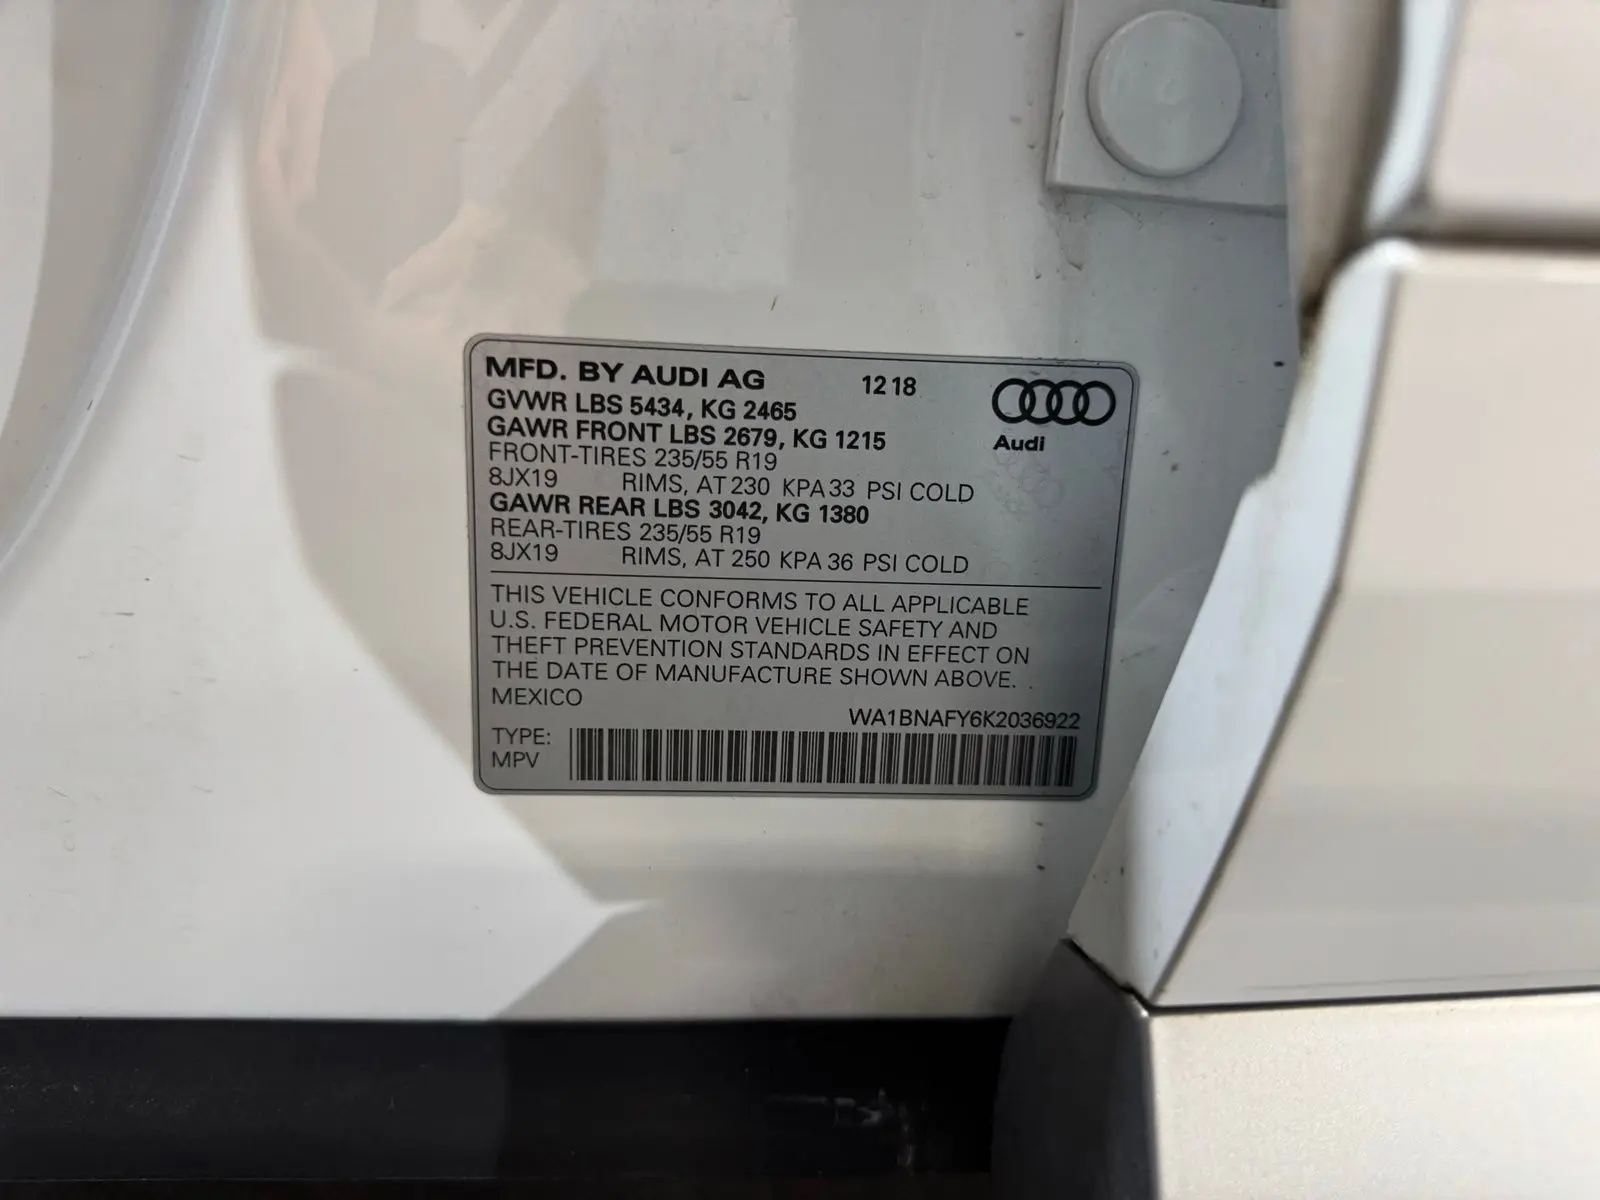 MFD. BY AUDI AG 12 18
GVWR LBS 5434, KG 2465
GAWR FRONT LBS 2679, KG 1215
Audi
FRONT-TIRES 235/55 R19
8JX19 RIMS, AT 230 KPA 33 PSI COLD
GAWR REAR LBS 3042, KG 1380
REAR-TIRES 235/55 R19
8JX19 RIMS, AT 250 KPA 36 PSI COLD
THIS VEHICLE CONFORMS TO ALL APPLICABLE
U.S. FEDERAL MOTOR VEHICLE SAFETY AND
THEFT PREVENTION STANDARDS IN EFFECT ON
THE DATE OF MANUFACTURE SHOWN ABOVE.
MEXICO
WA1BNAFY6K2036922
TYPE:
MPV